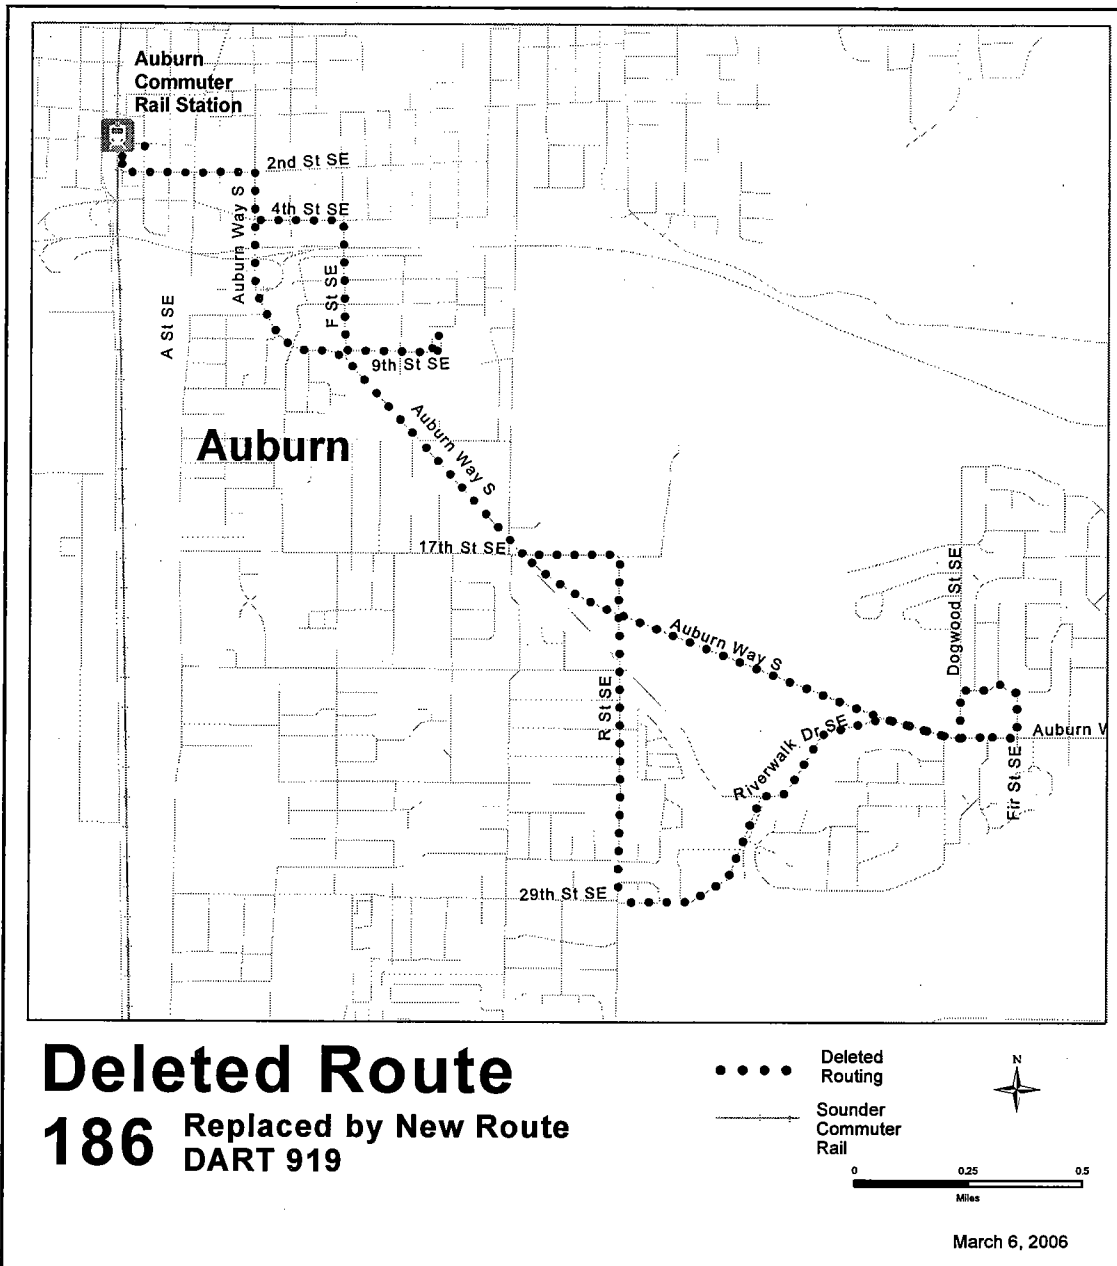 Auburn
Commuter
Rail Station
2nd St SE
Auburn Way S
4th St SE
F St SE
A St SE
9th St SE
Auburn
Auburn Way S
17th St SE
Auburn Way S
Dogwood St SE
R St SE
Riverwalk Dr SE
Auburn W
Fir St SE
29th St SE
Deleted Route
186 Replaced by New Route
DART 919
Deleted
Routing
Sounder
Commuter
Rail
N
0 0.25 0.5
Miles
March 6, 2006